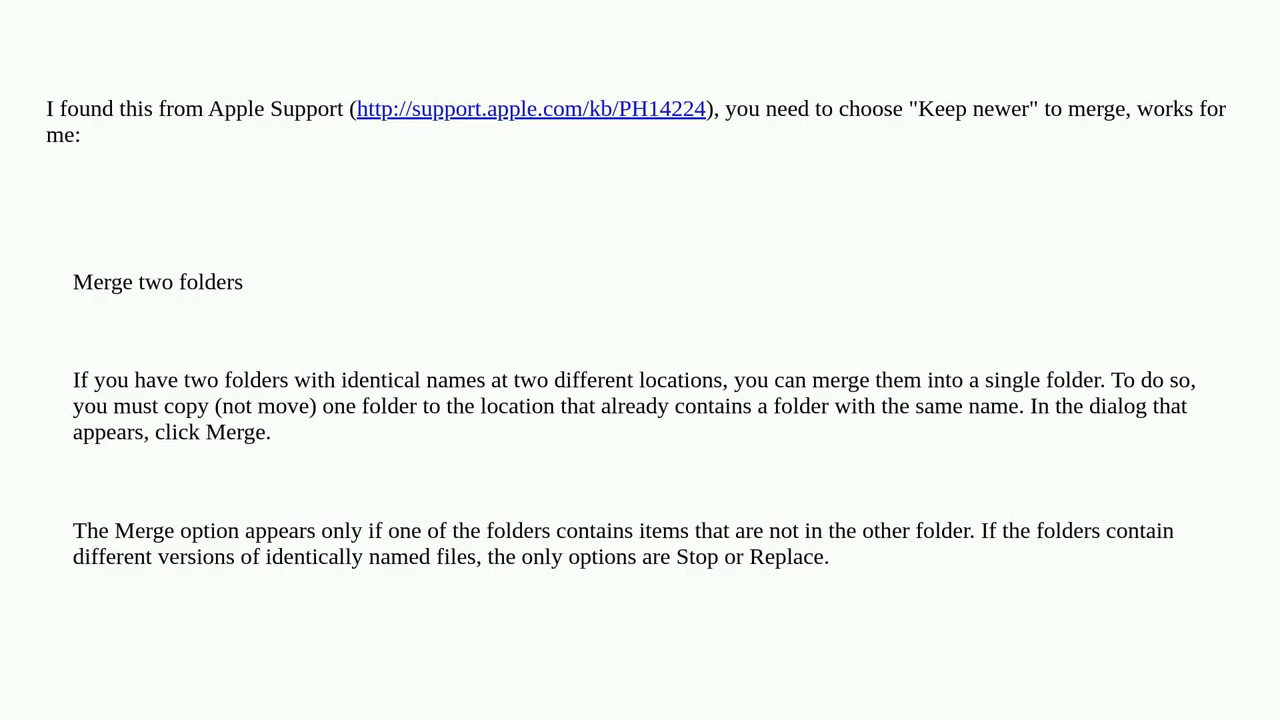 I found this from Apple Support (http://support.apple.com/kb/PH14224), you need to choose "Keep newer" to merge, works for
me:
Merge two folders
If you have two folders with identical names at two different locations, you can merge them into a single folder. To do so,
you must copy (not move) one folder to the location that already contains a folder with the same name. In the dialog that
appears, click Merge.
The Merge option appears only if one of the folders contains items that are not in the other folder. If the folders contain
different versions of identically named files, the only options are Stop or Replace.